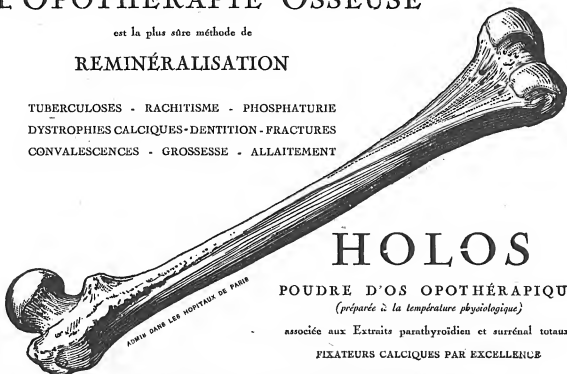 L'OPOTHÉRAPIE OSSEUSE
est la plus sûre méthode de
REMINÉRALISATION
TUBERCULOSES - RACHITISME - PHOSPHATURIE
DYSTROPHIES CALCIQUES - DENTITION - FRACTURES
CONVALESCENCES - GROSSESSE - ALLAITEMENT
ADMIN DANS LES HOPITAUX DE PARIS
HOLOS
POUDRE D'OS OPOTHÉRAPIQU
(préparée à la température physiologique)
associée aux Extraits parathyroïdien et surrénal totaux
FIXATEURS CALCIQUES PAR EXCELLENCE